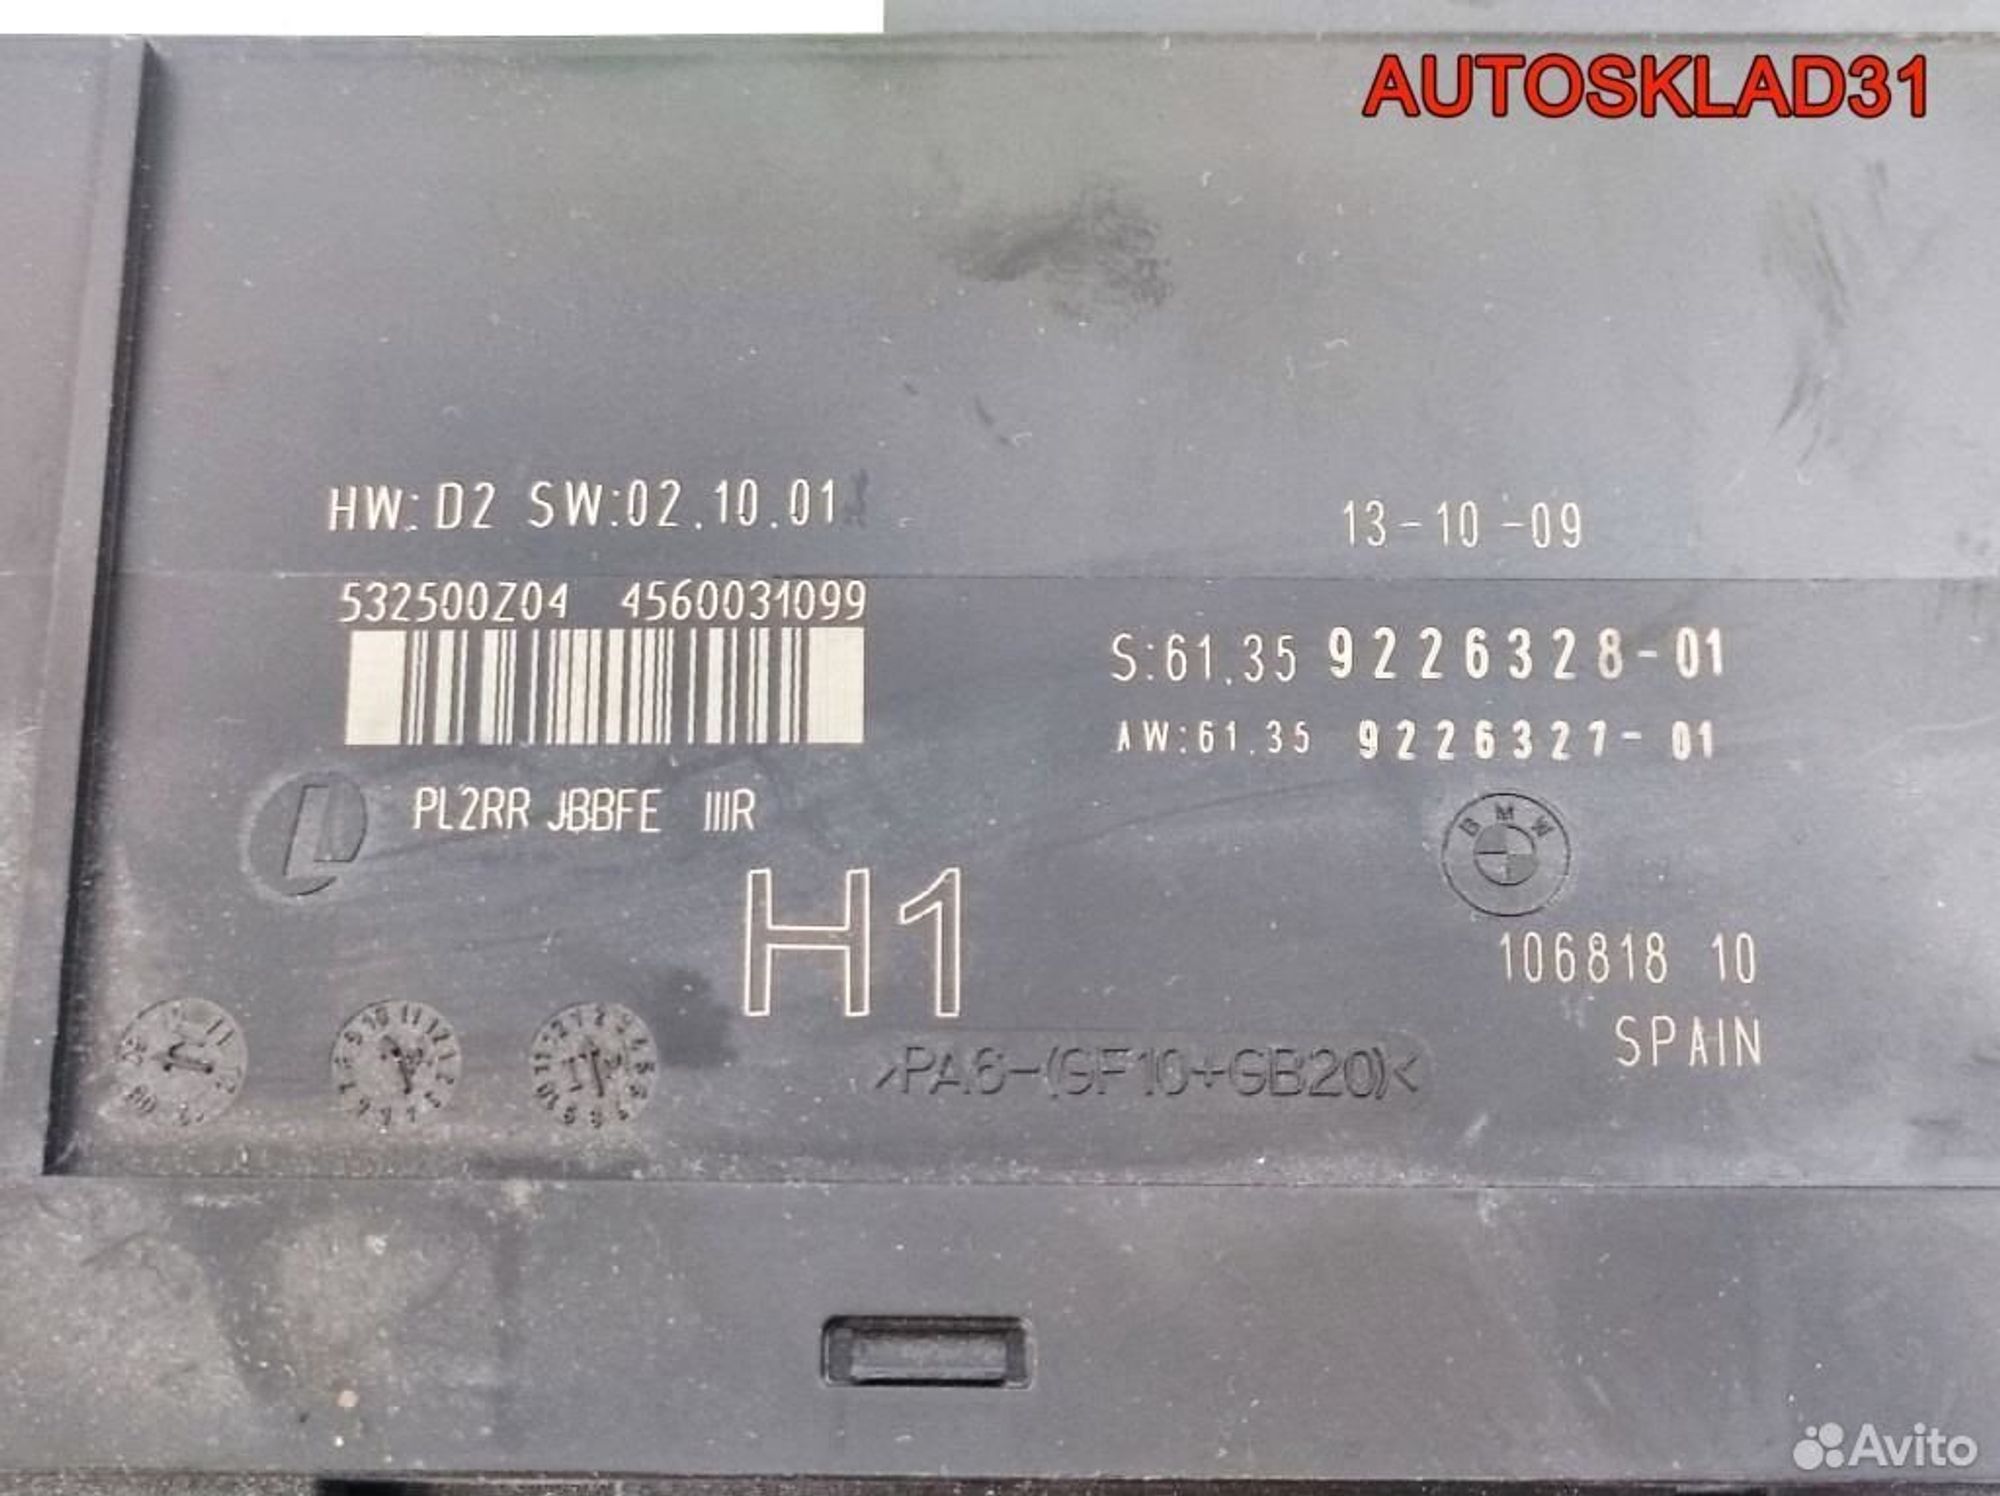 AUTOSKLAD31
HW:D2 SW:02.10.01
13-10-09
532500Z04 4560031099
S:61.35 9226328-01
AW:61.35 9226327-01
PL2RR JBBFE IIIR
BMW
H1
106818 10
SPAIN
>PA6-(GF10+GB20)<
Avito